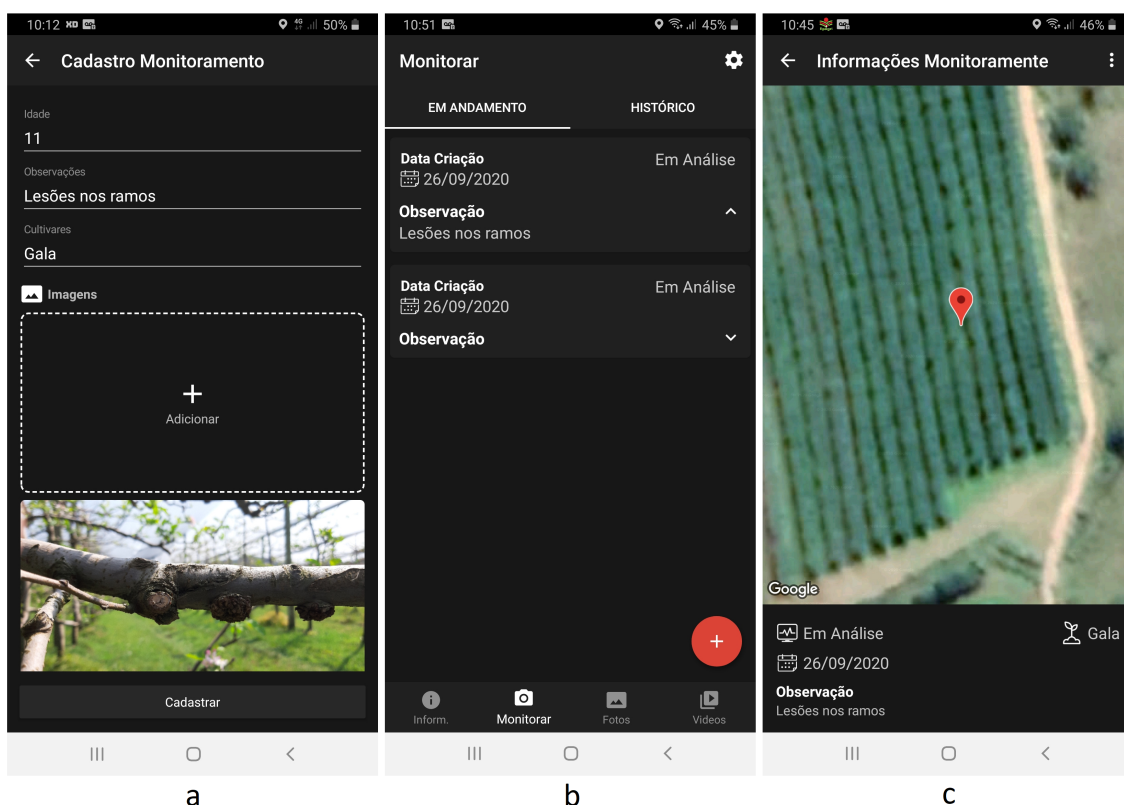 10:12 XD
4G 50%
Cadastro Monitoramento
Idade
11
Observações
Lesões nos ramos
Cultivares
Gala
Imagens
+
Adicionar
Cadastrar
a
10:51
45%
Monitorar
EM ANDAMENTO HISTÓRICO
Data Criação Em Análise
26/09/2020
Observação
Lesões nos ramos
Data Criação Em Análise
26/09/2020
Observação
+
Inform. Monitorar Fotos Videos
b
10:45
46%
Informações Monitoramente
Google
Em Análise Gala
26/09/2020
Observação
Lesões nos ramos
c